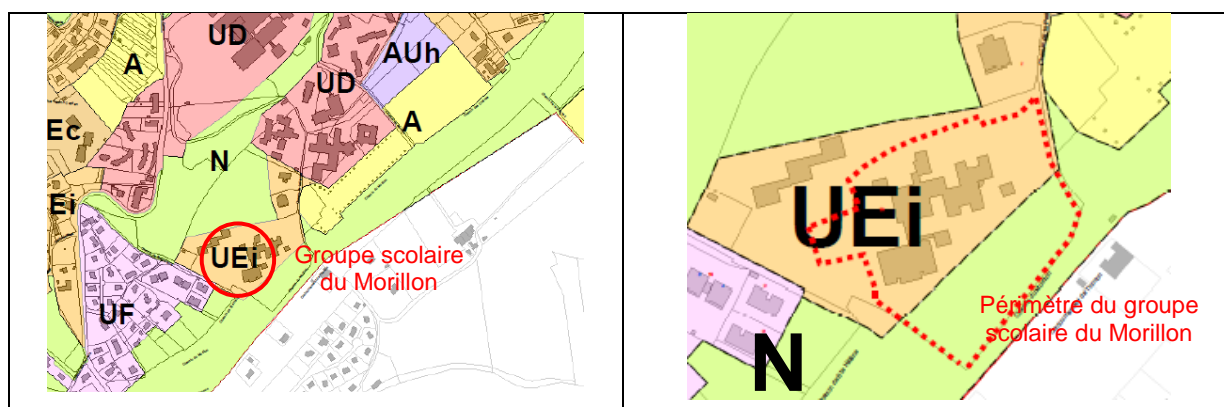 UD
AUh
A
UD
Ec
A
N
Ei
UEi
Groupe scolaire
du Morillon
UF
UEi
Périmètre du groupe
scolaire du Morillon
N